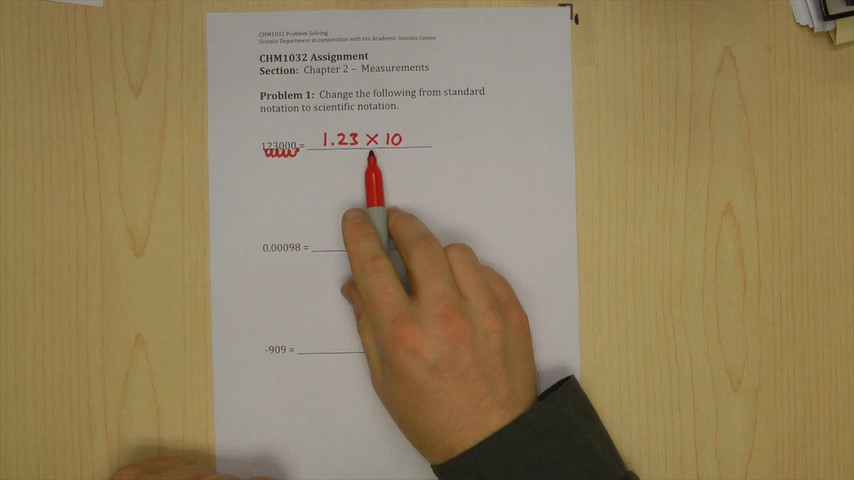 CHM1032 Problem Solving
Science Department in conjunction with the Academic Success Center
CHM1032 Assignment
Section: Chapter 2 – Measurements
Problem 1: Change the following from standard
notation to scientific notation.
123000 = 1.23 × 10
0.00098 =
-909 =